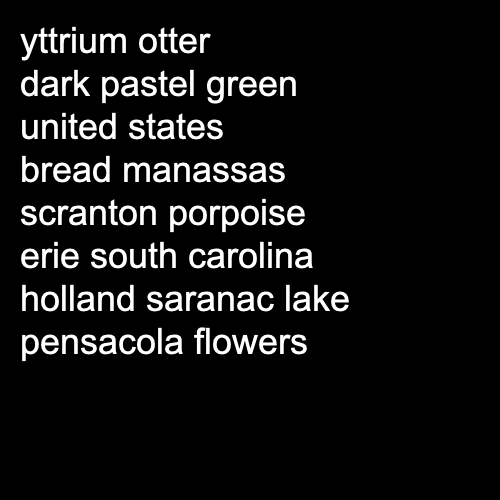 yttrium otter
dark pastel green
united states
bread manassas
scranton porpoise
erie south carolina
holland saranac lake
pensacola flowers